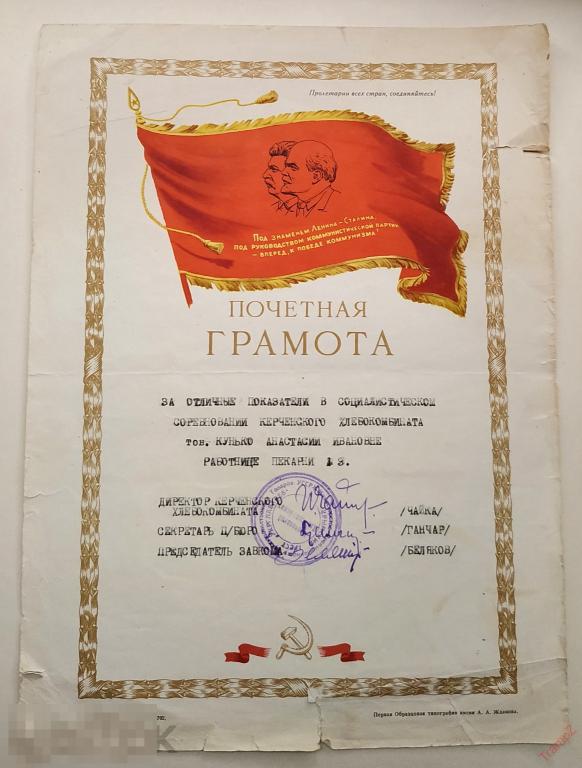 Пролетарии всех стран, соединяйтесь!
Под знаменем Ленина–Сталина,
под руководством коммунистической партии
– вперед, к победе коммунизма!
ПОЧЕТНАЯ
ГРАМОТА
ЗА ОТЛИЧНЫЕ ПОКАЗАТЕЛИ В СОЦИАЛИСТИЧЕСКОМ
СОРЕВНОВАНИИ КЕРЧЕНСКОГО ХЛЕБОКОМБИНАТА
тов. КУНЬКО АНАСТАСИИ ИВАНОВНЕ
РАБОТНИЦЕ ПЕКАРНИ
ДИРЕКТОР КЕРЧЕНСКОГО
ХЛЕБОКОМБИНАТА /ЧАЙКА/
СЕКРЕТАРЬ П/БЮРО /ГАНЧАР/
ПРЕДСЕДАТЕЛЬ ЗАВКОМА /БЕЛЯКОВ/
702. Первая Образцовая типография имени А. А. Жданова.
TranueZ